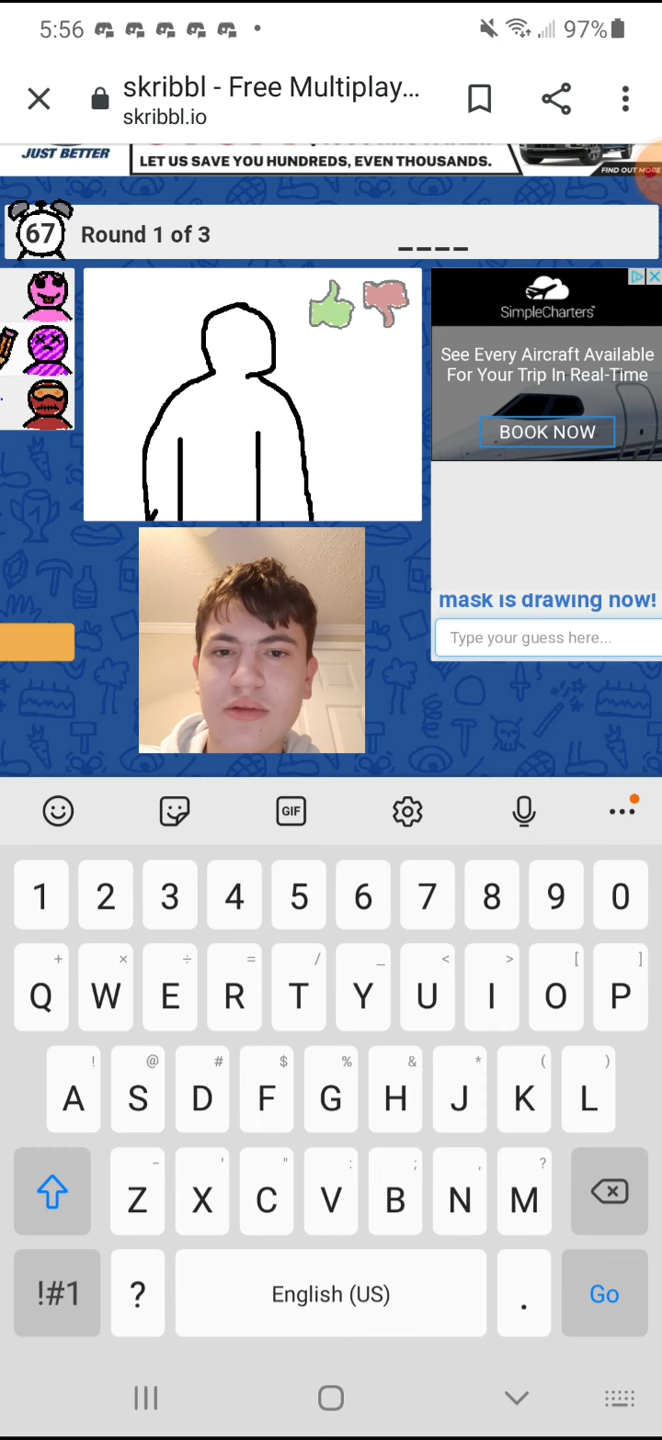 5:56
97%
skribbl - Free Multiplay...
skribbl.io
JUST BETTER
LET US SAVE YOU HUNDREDS, EVEN THOUSANDS.
FIND OUT MORE
67
Round 1 of 3
_ _ _ _
SimpleCharters
See Every Aircraft Available
For Your Trip In Real-Time
BOOK NOW
mask is drawing now!
Type your guess here...
GIF
1 2 3 4 5 6 7 8 9 0
+ × ÷ = / _ < > [ ]
Q W E R T Y U I O P
! @ # $ % & * ( )
A S D F G H J K L
- ' " : ; , ?
Z X C V B N M
!#1 ? English (US) . Go